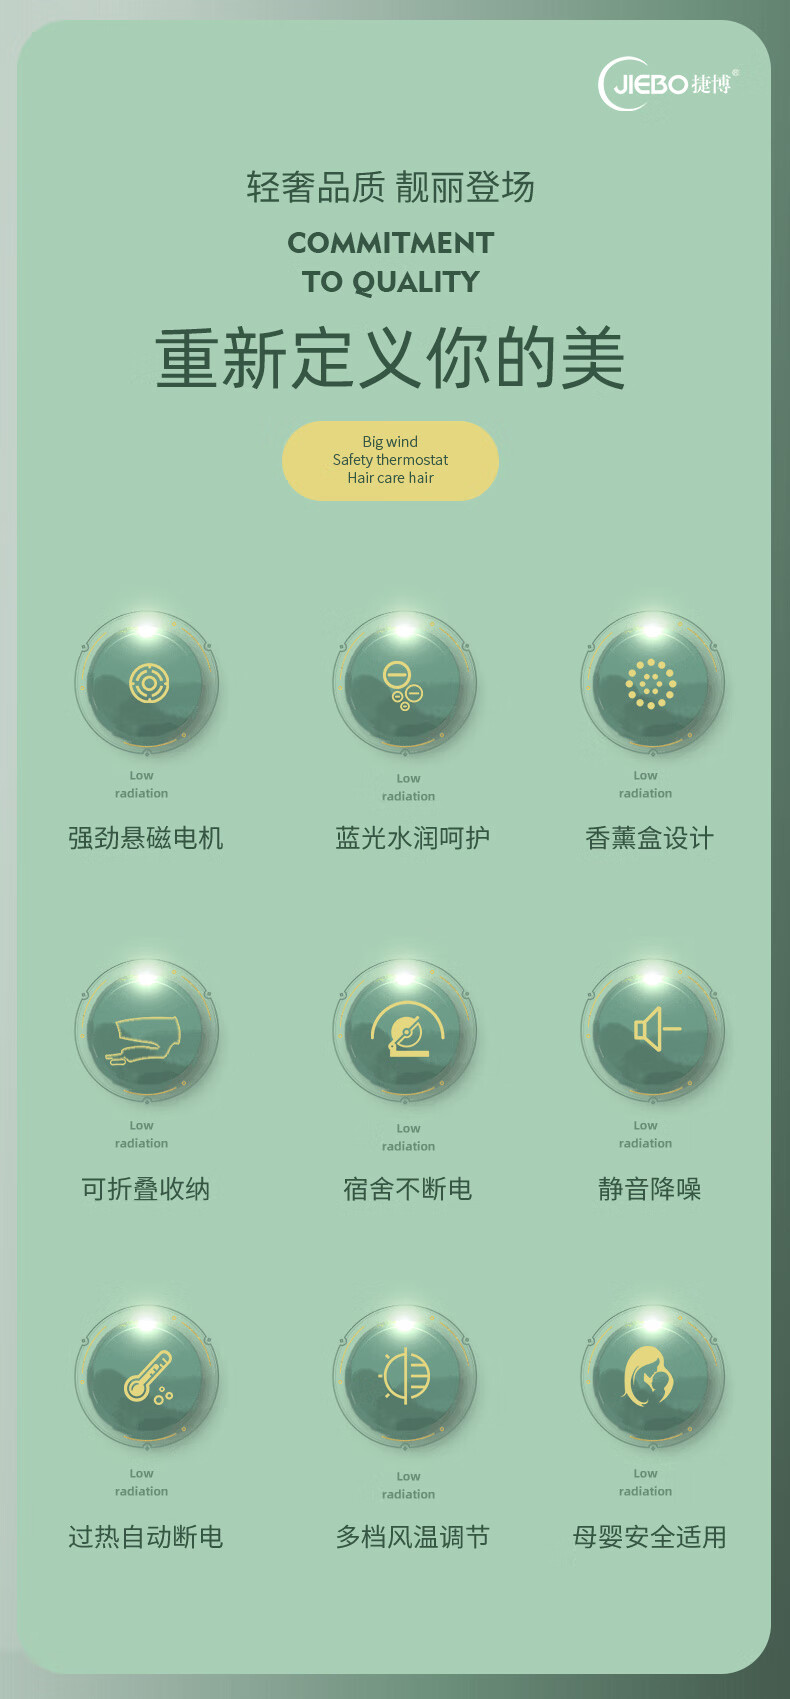 JIEBO捷博®
轻奢品质 靓丽登场
COMMITMENT
TO QUALITY
重新定义你的美
Big wind
Safety thermostat
Hair care hair
Low
radiation
强劲悬磁电机
Low
radiation
蓝光水润呵护
Low
radiation
香薰盒设计
Low
radiation
可折叠收纳
Low
radiation
宿舍不断电
Low
radiation
静音降噪
Low
radiation
过热自动断电
Low
radiation
多档风温调节
Low
radiation
母婴安全适用